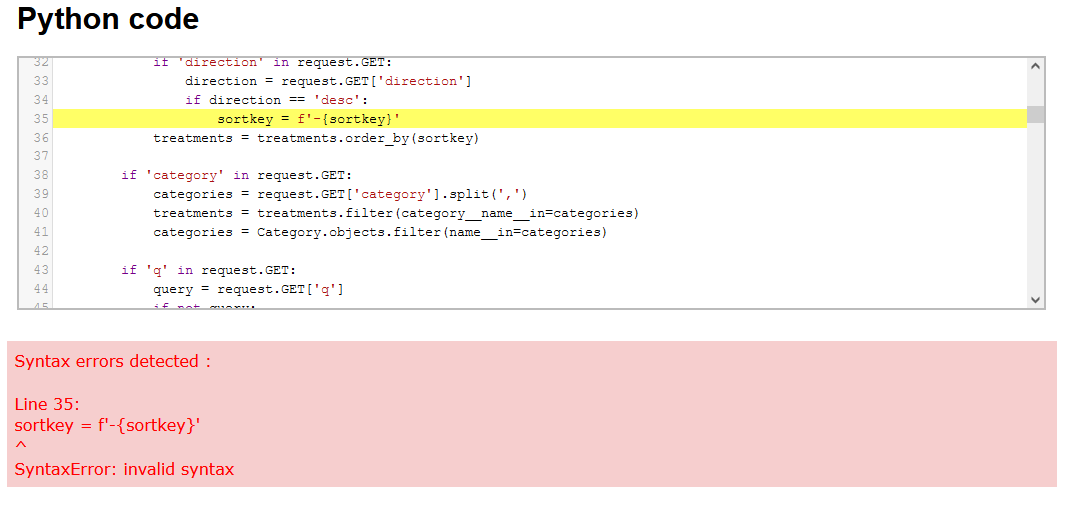 Python code
32 if 'direction' in request.GET:
33 direction = request.GET['direction']
34 if direction == 'desc':
35 sortkey = f'-{sortkey}'
36 treatments = treatments.order_by(sortkey)
37
38 if 'category' in request.GET:
39 categories = request.GET['category'].split(',')
40 treatments = treatments.filter(category__name__in=categories)
41 categories = Category.objects.filter(name__in=categories)
42
43 if 'q' in request.GET:
44 query = request.GET['q']
45 if not query:
Syntax errors detected :
Line 35:
sortkey = f'-{sortkey}'
^
SyntaxError: invalid syntax